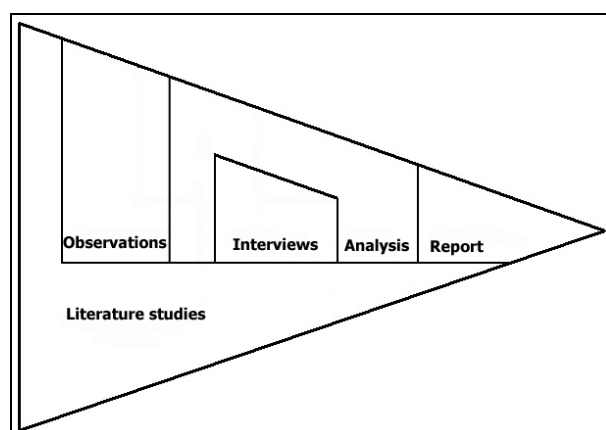 Observations
Interviews
Analysis
Report
Literature studies